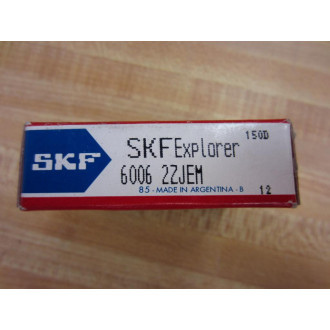 150D
SKF
SKF Explorer
6006 2ZJEM
85 - MADE IN ARGENTINA - B
12